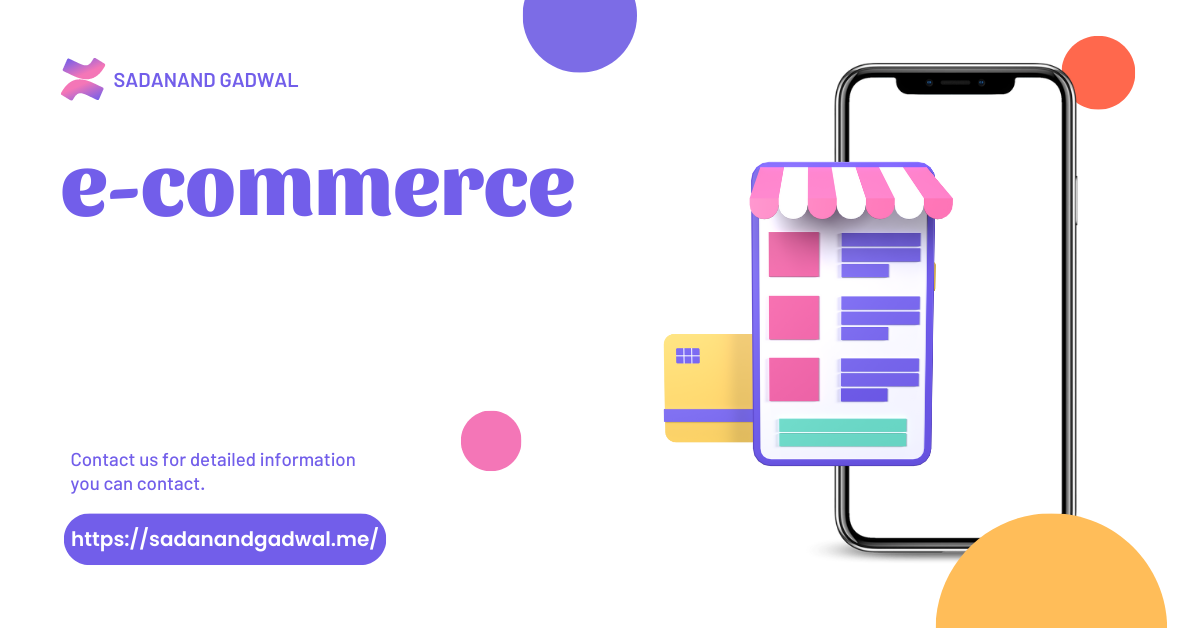 SADANAND GADWAL
e-commerce
Contact us for detailed information
you can contact.
https://sadanandgadwal.me/